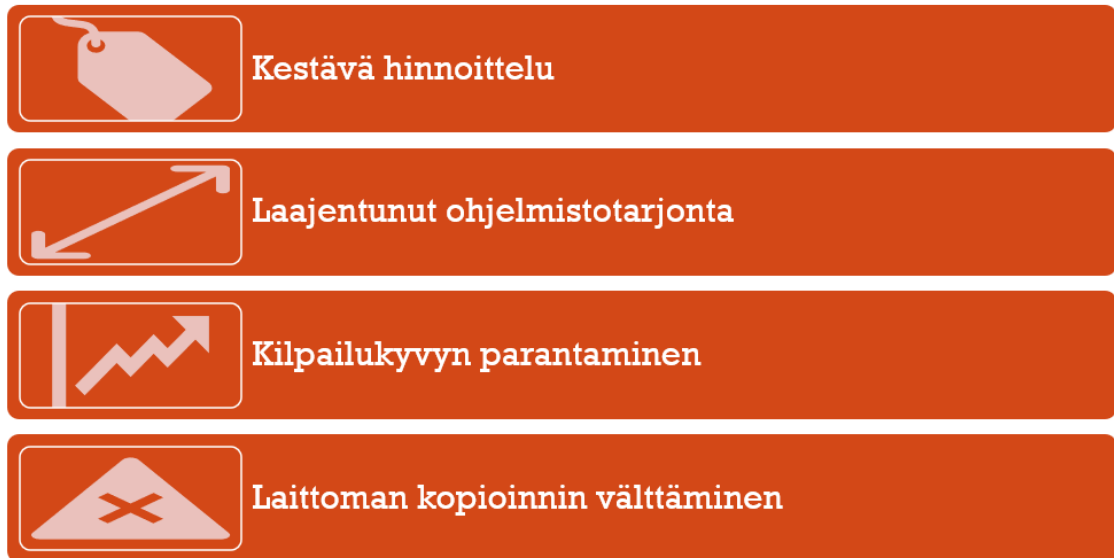 Kestävä hinnoittelu
Laajentunut ohjelmistotarjonta
Kilpailukyvyn parantaminen
Laittoman kopioinnin välttäminen